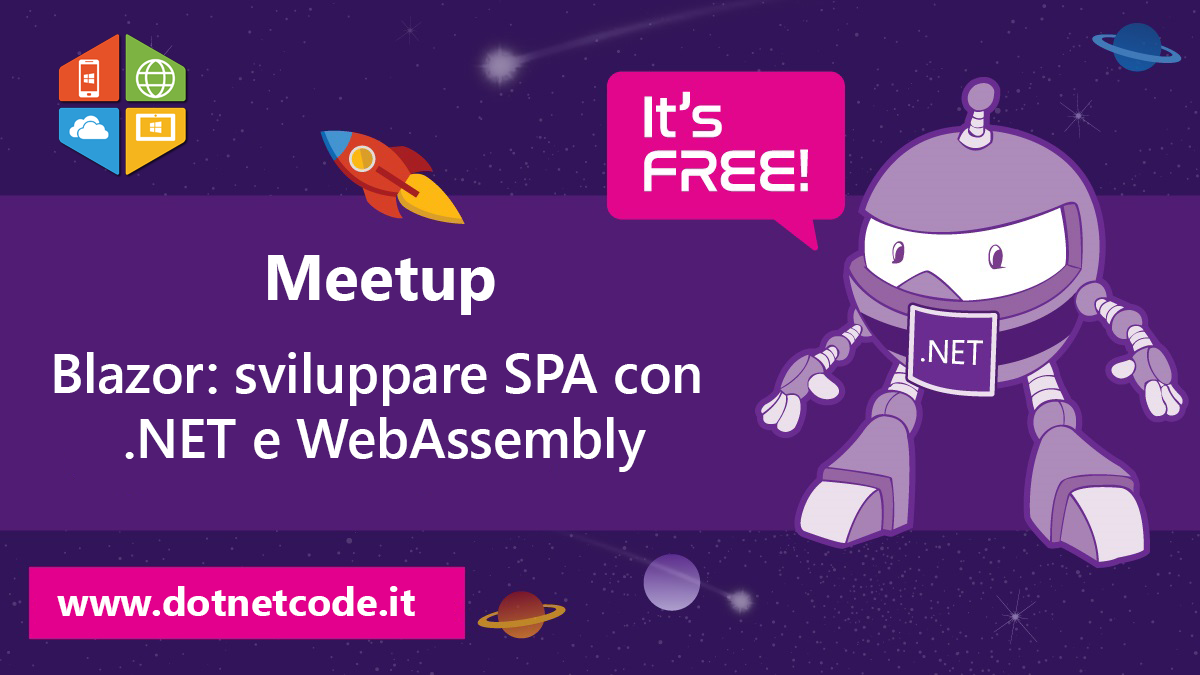 It's
FREE!
Meetup
Blazor: sviluppare SPA con
.NET e WebAssembly
.NET
www.dotnetcode.it